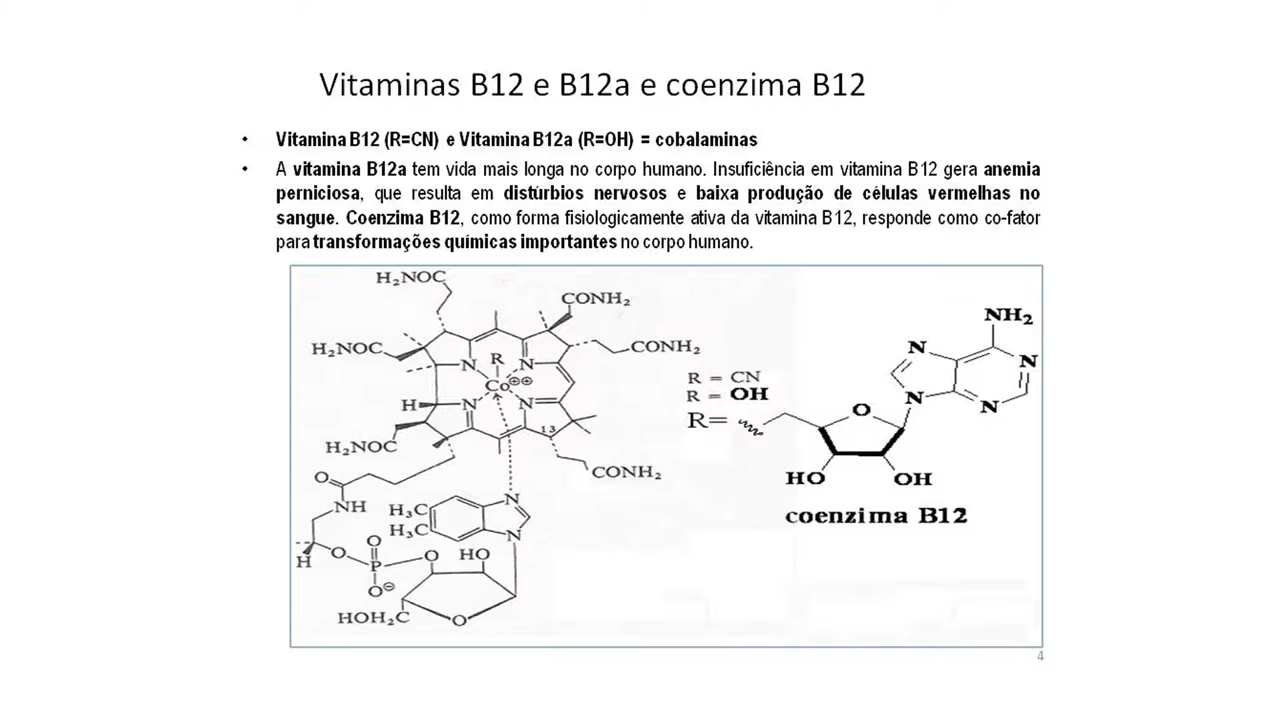 Vitaminas B12 e B12a e coenzima B12
• Vitamina B12 (R=CN) e Vitamina B12a (R=OH) = cobalaminas
• A vitamina B12a tem vida mais longa no corpo humano. Insuficiência em vitamina B12 gera anemia
perniciosa, que resulta em distúrbios nervosos e baixa produção de células vermelhas no
sangue. Coenzima B12, como forma fisiologicamente ativa da vitamina B12, responde como co-fator
para transformações químicas importantes no corpo humano.
H₂NOC
CONH₂
H₂NOC
CONH₂
R
N
N
Co⊕⊕
H
N
N
13
H₂NOC
CONH₂
O
NH
H₃C
H₃C
N
N
H
O
O
P
O⊖
O
HO
HOH₂C
O
R = CN
R = OH
R=
NH₂
N
N
N
N
O
HO
OH
coenzima B12
4